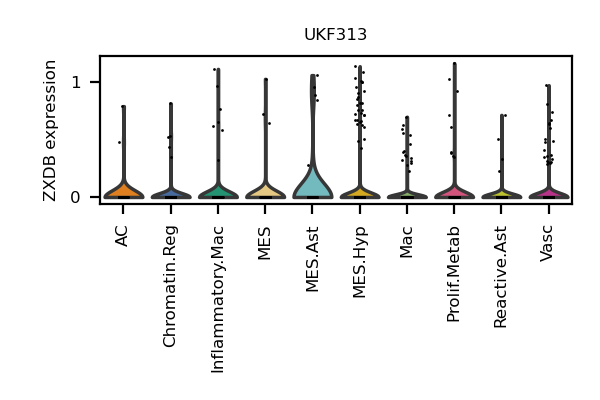 UKF313
ZXDB expression
1
0
AC
Chromatin.Reg
Inflammatory.Mac
MES
MES.Ast
MES.Hyp
Mac
Prolif.Metab
Reactive.Ast
Vasc